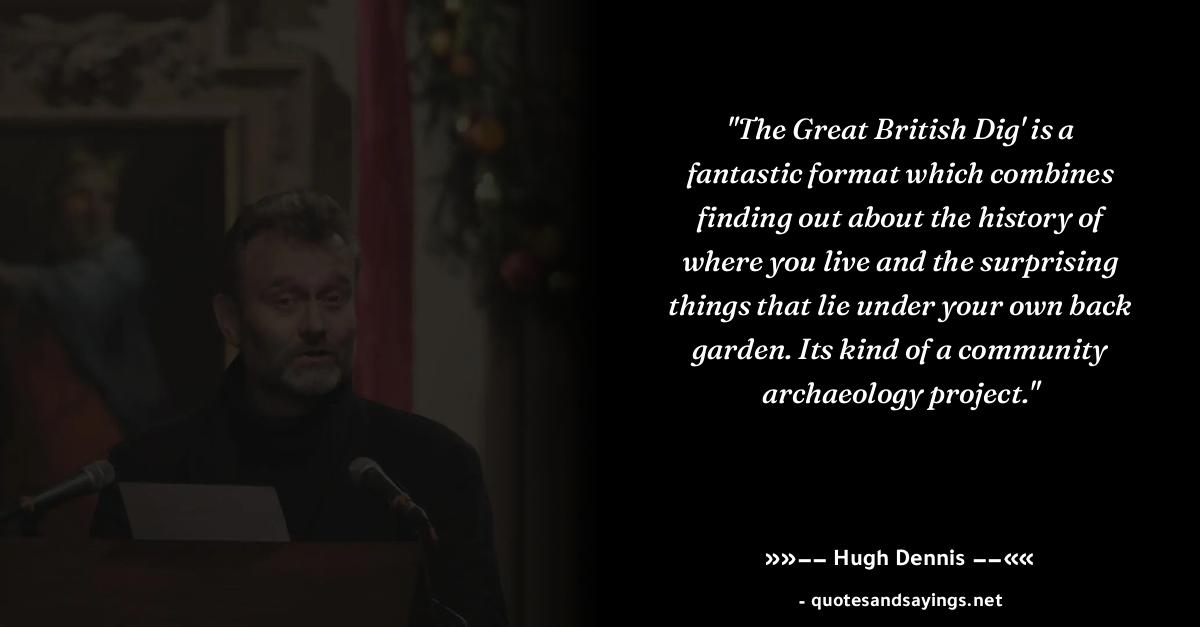 "'The Great British Dig' is a
fantastic format which combines
finding out about the history of
where you live and the surprising
things that lie under your own back
garden. Its kind of a community
archaeology project."
»»−− Hugh Dennis −−««
- quotesandsayings.net